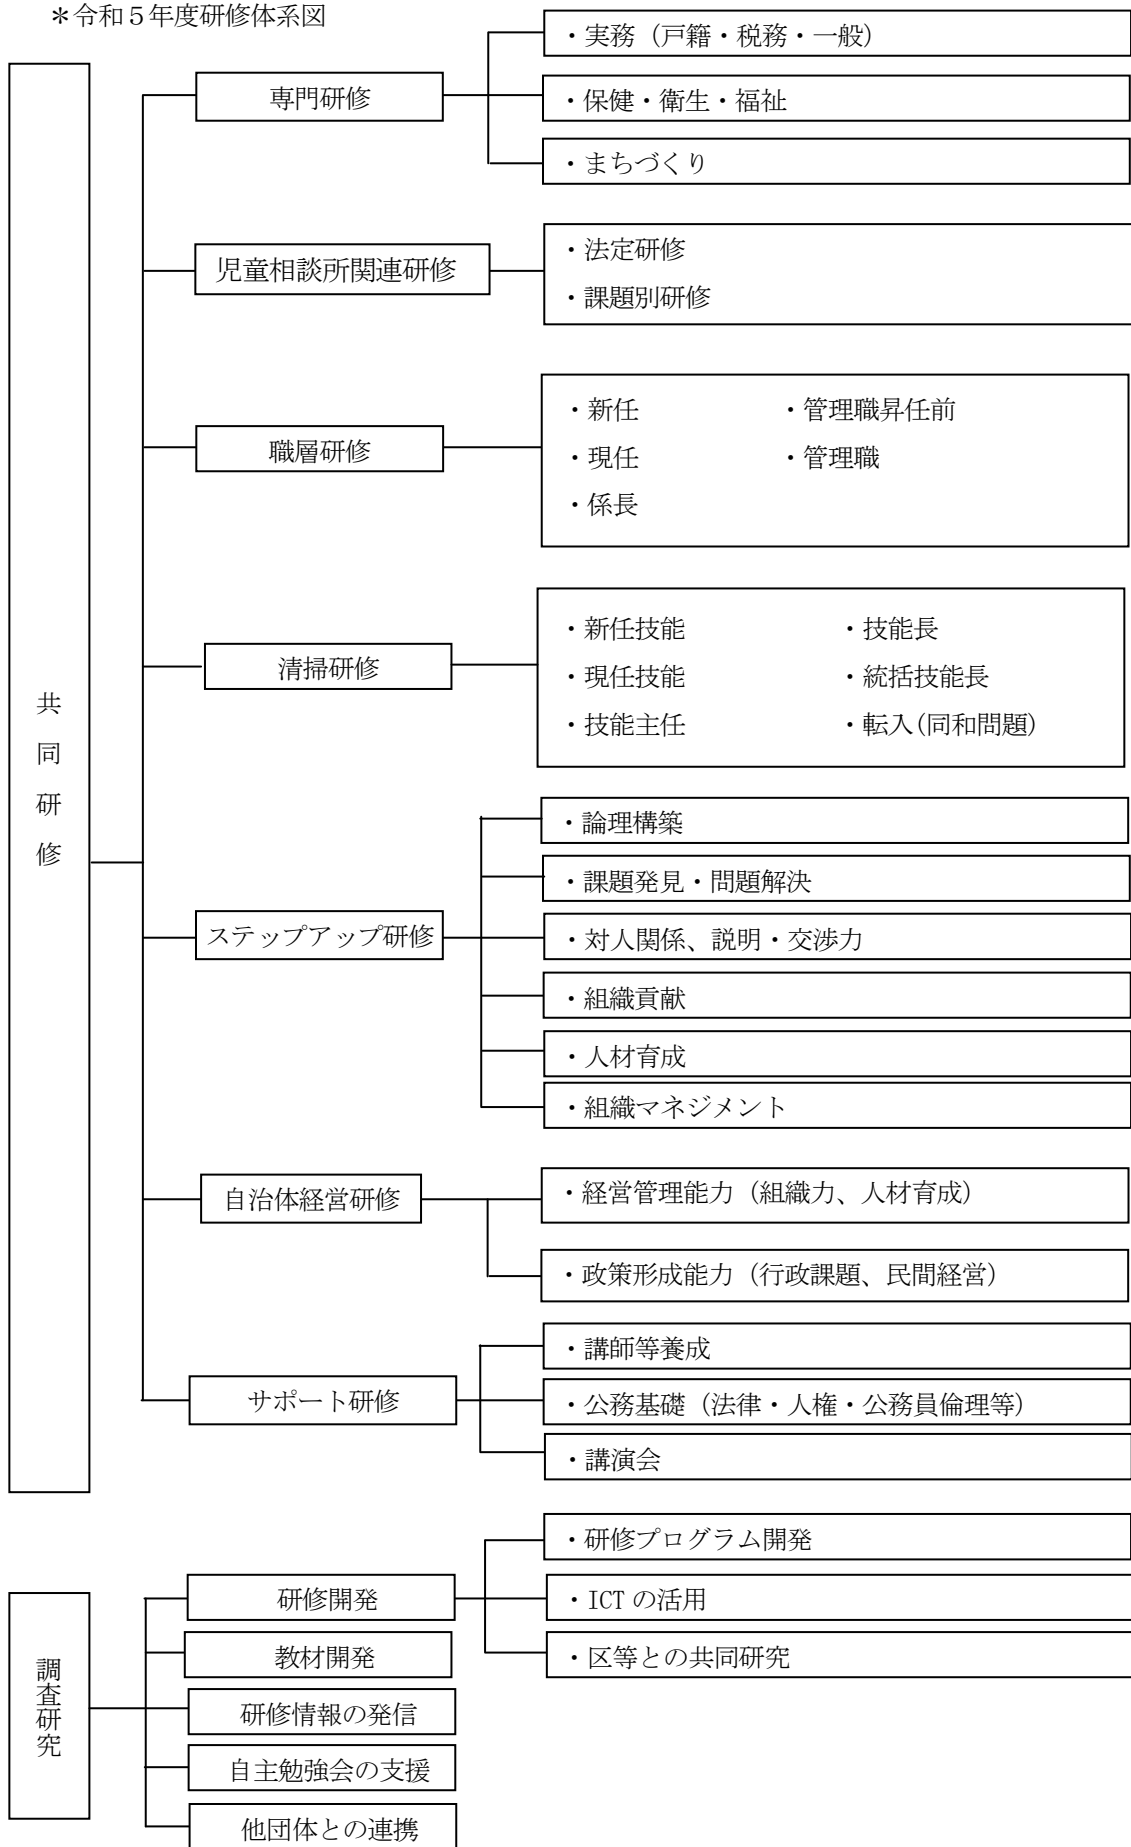 ＊令和５年度研修体系図
共同研修
専門研修
・実務（戸籍・税務・一般）
・保健・衛生・福祉
・まちづくり
児童相談所関連研修
・法定研修
・課題別研修
職層研修
・新任
・管理職昇任前
・現任
・管理職
・係長
清掃研修
・新任技能
・技能長
・現任技能
・統括技能長
・技能主任
・転入(同和問題)
ステップアップ研修
・論理構築
・課題発見・問題解決
・対人関係、説明・交渉力
・組織貢献
・人材育成
・組織マネジメント
自治体経営研修
・経営管理能力（組織力、人材育成）
・政策形成能力（行政課題、民間経営）
サポート研修
・講師等養成
・公務基礎（法律・人権・公務員倫理等）
・講演会
調査研究
研修開発
・研修プログラム開発
・ICTの活用
・区等との共同研究
教材開発
研修情報の発信
自主勉強会の支援
他団体との連携